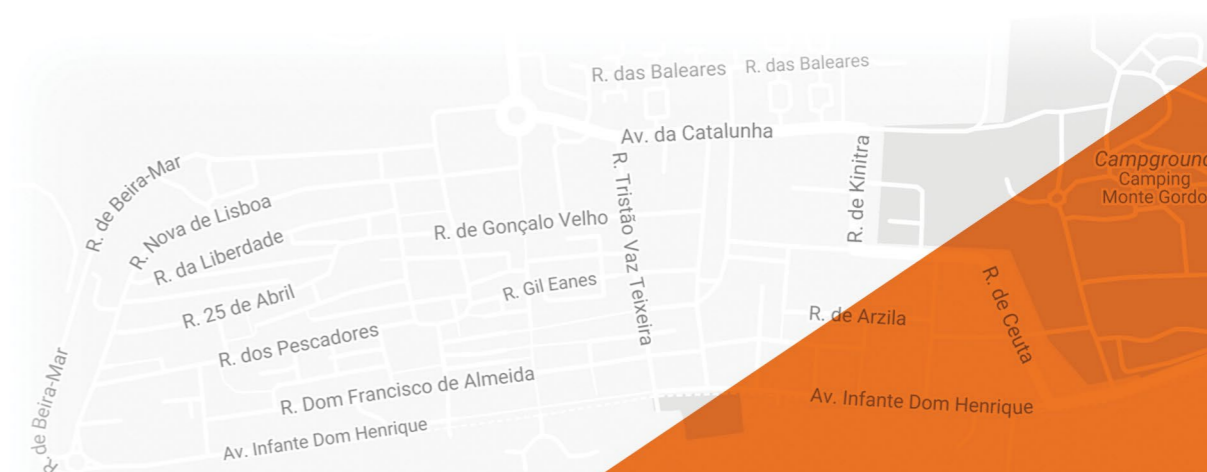 R. das Baleares
R. das Baleares
Av. da Catalunha
R. de Beira-Mar
R. Tristão Vaz Teixeira
R. de Kinitra
Campground
Camping
Monte Gordo
R. Nova de Lisboa
R. de Gonçalo Velho
R. da Liberdade
R. Gil Eanes
R. de Ceuta
R. 25 de Abril
R. de Arzila
R. dos Pescadores
R. de Beira-Mar
R. Dom Francisco de Almeida
Av. Infante Dom Henrique
Av. Infante Dom Henrique